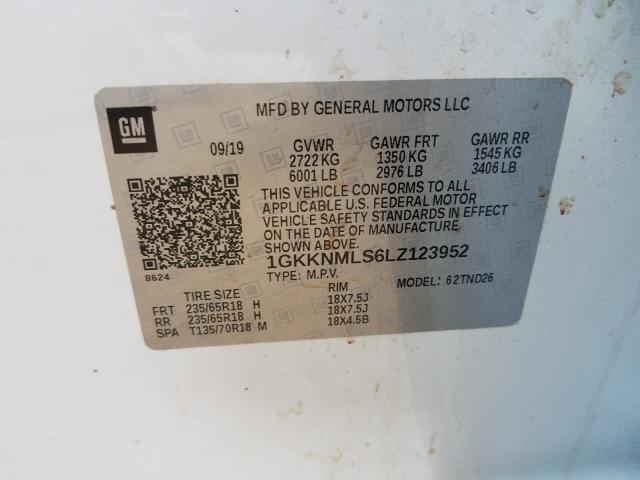 GM
MFD BY GENERAL MOTORS LLC
09/19 GVWR GAWR FRT GAWR RR
2722 KG 1350 KG 1545 KG
6001 LB 2976 LB 3406 LB
THIS VEHICLE CONFORMS TO ALL
APPLICABLE U.S. FEDERAL MOTOR
VEHICLE SAFETY STANDARDS IN EFFECT
ON THE DATE OF MANUFACTURE
SHOWN ABOVE.
1GKKNMLS6LZ123952
8624
TYPE: M.P.V. MODEL: 62TND26
TIRE SIZE RIM
FRT 235/65R18 H 18X7.5J
RR 235/65R18 H 18X7.5J
SPA T135/70R18 M 18X4.5B